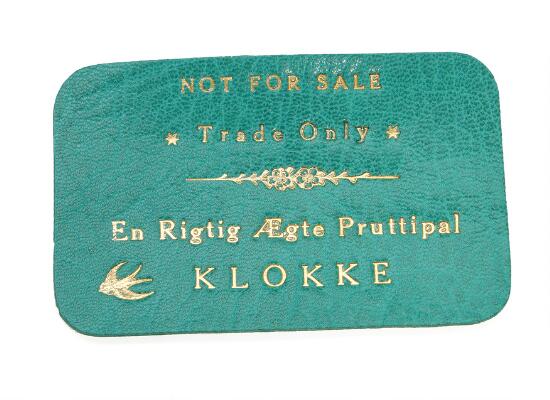 NOT FOR SALE
* Trade Only *
En Rigtig Ægte Pruttipal
KLOKKE